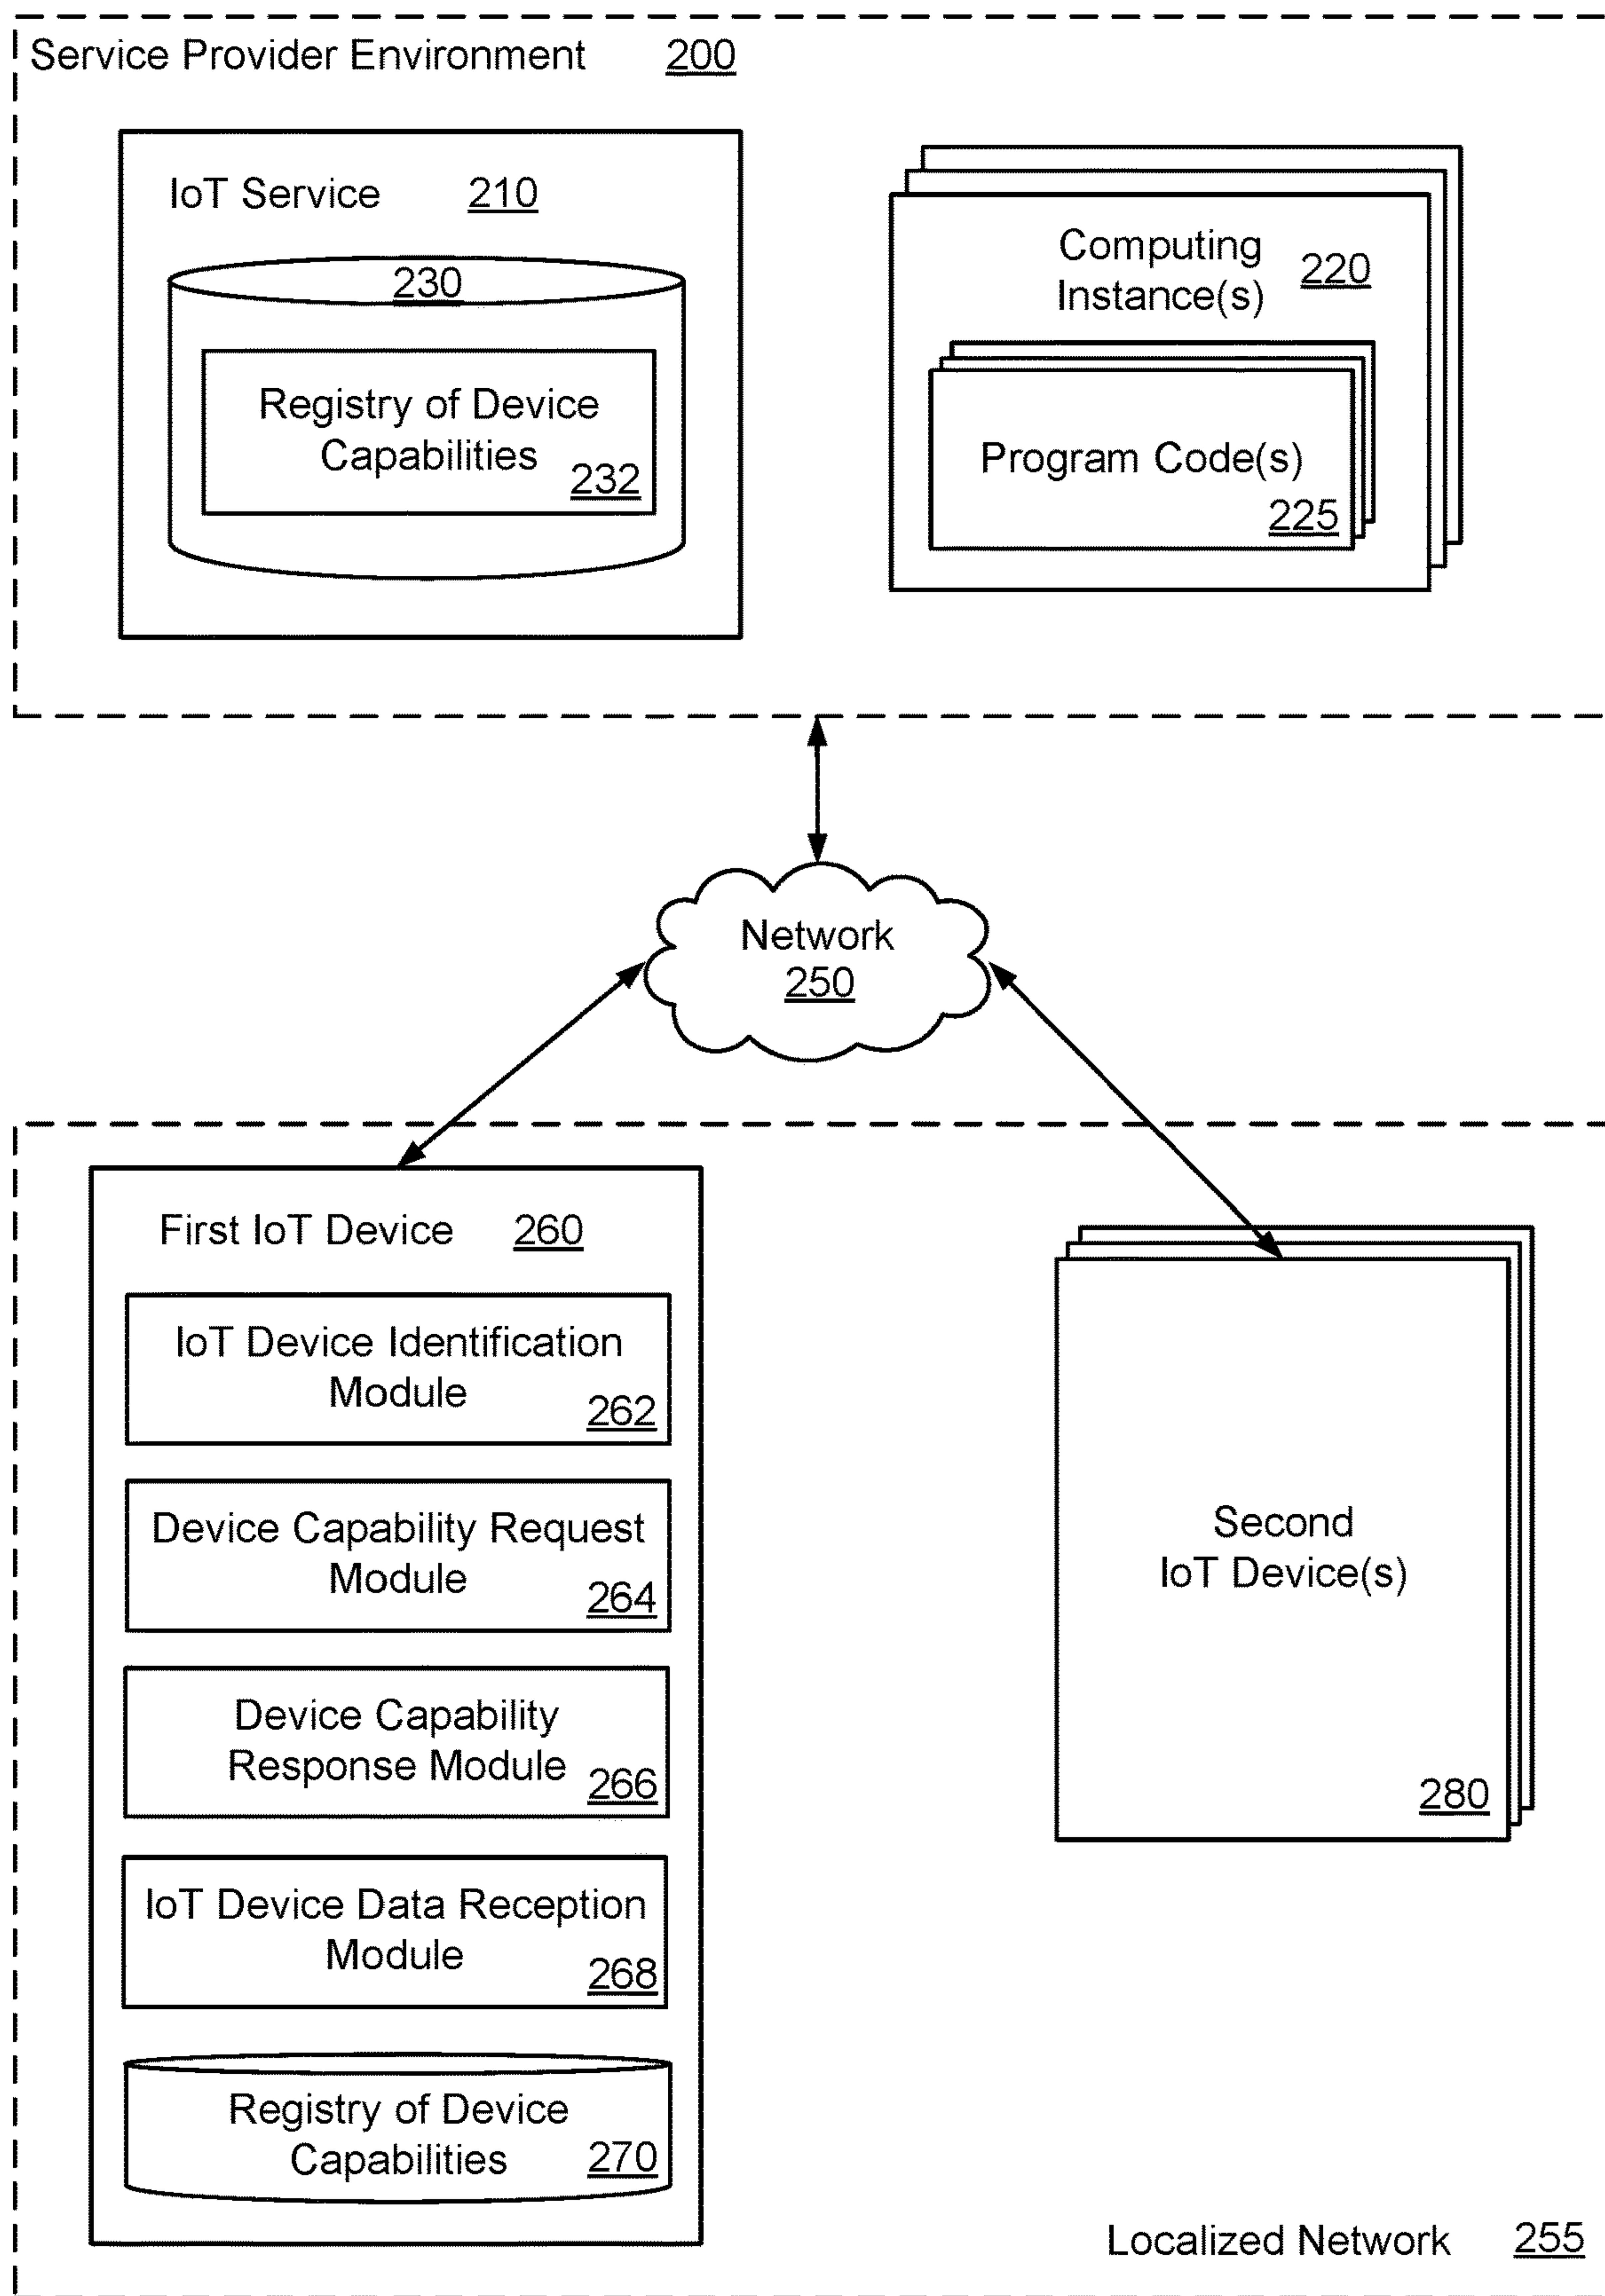 Service Provider Environment 200
IoT Service 210
230
Registry of Device
Capabilities
232
Computing
Instance(s)
220
Program Code(s)
225
Network
250
First IoT Device 260
IoT Device Identification
Module
262
Device Capability Request
Module
264
Device Capability
Response Module
266
IoT Device Data Reception
Module
268
Registry of Device
Capabilities
270
Second
IoT Device(s)
280
Localized Network 255